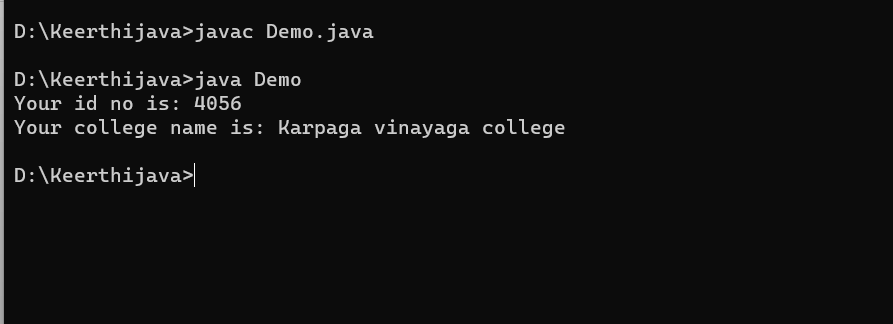 D:\Keerthijava>javac Demo.java
D:\Keerthijava>java Demo
Your id no is: 4056
Your college name is: Karpaga vinayaga college
D:\Keerthijava>